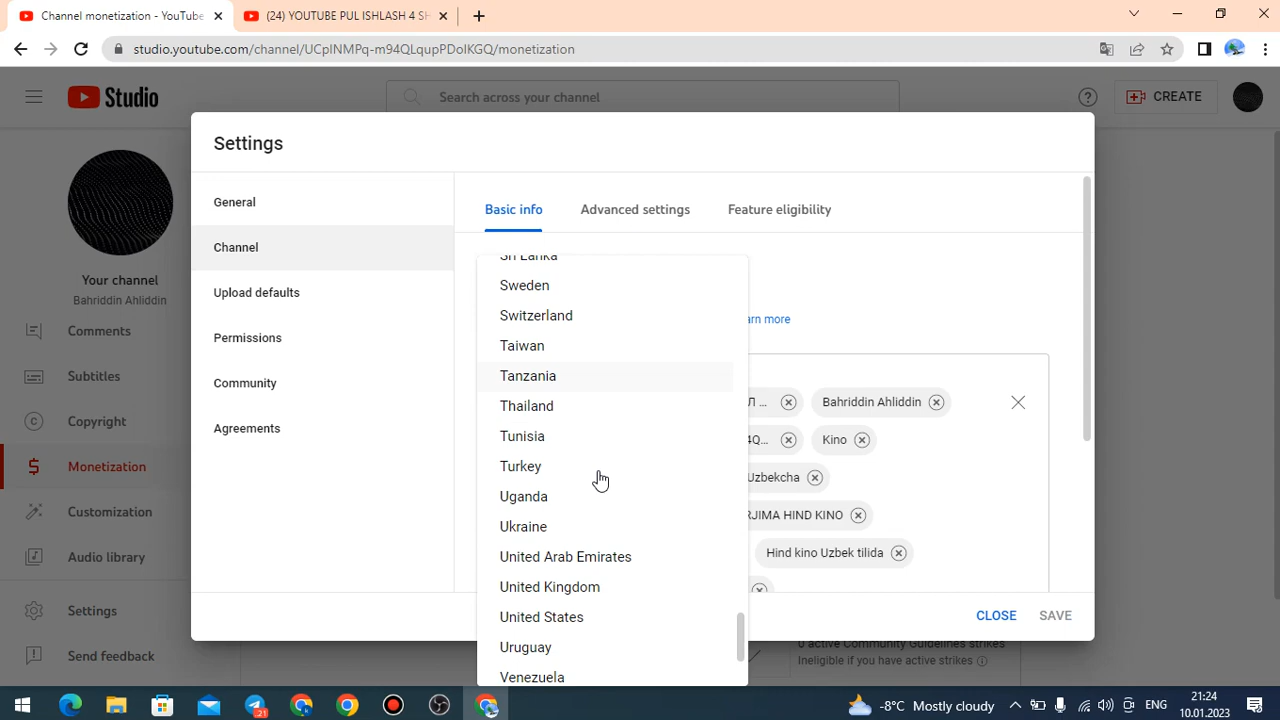 Channel monetization - YouTube
(24) YOUTUBE PUL ISHLASH 4 SH
studio.youtube.com/channel/UCpINMPq-m94QLqupPDoIKGQ/monetization
Studio
Search across your channel
CREATE
Settings
Your channel
Bahriddin Ahliddin
Comments
Subtitles
Copyright
Monetization
Customization
Audio library
Settings
Send feedback
General
Channel
Upload defaults
Permissions
Community
Agreements
Basic info
Advanced settings
Feature eligibility
Sri Lanka
Sweden
Switzerland
Taiwan
Tanzania
Thailand
Tunisia
Turkey
Uganda
Ukraine
United Arab Emirates
United Kingdom
United States
Uruguay
Venezuela
arn more
Л ...
Bahriddin Ahliddin
4Q...
Kino
Uzbekcha
RJIMA HIND KINO
Hind kino Uzbek tilida
CLOSE
SAVE
0 active Community Guidelines strikes
Ineligible if you have active strikes
21
-8°C Mostly cloudy
ENG
21:24
10.01.2023